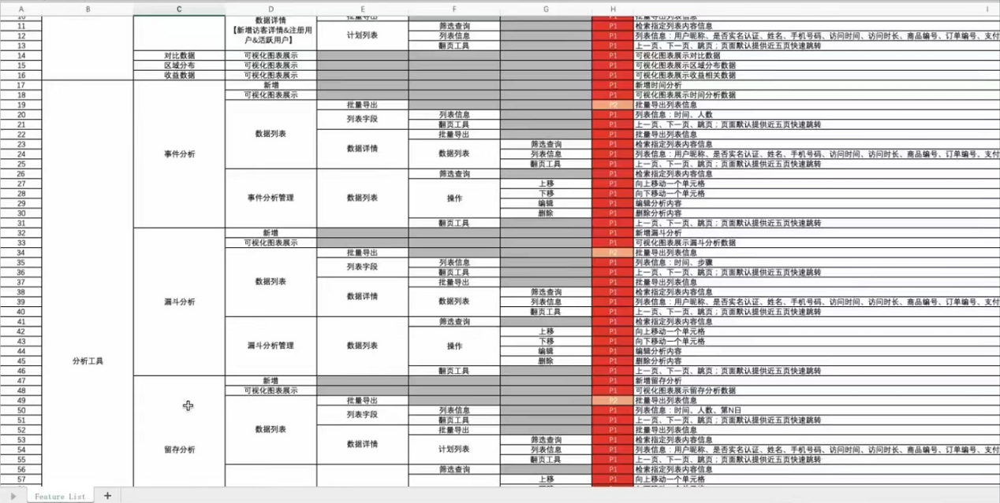 A B C D E F G H I
10 批量导出 P1 批量导出列表信息
数据详情
【新增访客详情&注册用
户&活跃用户】
计划列表
11 筛选查询 P1 检索指定列表内容信息
12 列表信息 P1 列表信息：用户昵称、是否实名认证、姓名、手机号码、访问时间、访问时长、商品编号、订单编号、支付
13 翻页工具 P1 上一页、下一页、跳页；页面默认提供近五页快速跳转
14 对比数据 可视化图表展示 P1 可视化图表展示对比数据
15 区域分布 可视化图表展示 P1 可视化图表展示区域分布数据
16 收益数据 可视化图表展示 P1 可视化图表展示收益相关数据
分析工具
事件分析
17 新增 P1 新增时间分析
18 可视化图表展示 P1 可视化图表展示时间分析数据
数据列表
19 批量导出 P2 批量导出列表信息
列表字段
20 列表信息 P1 列表信息：时间、人数
21 翻页工具 P1 上一页、下一页、跳页；页面默认提供近五页快速跳转
数据详情
22 批量导出 P1 批量导出列表信息
数据列表
23 筛选查询 P1 检索指定列表内容信息
24 列表信息 P1 列表信息：用户昵称、是否实名认证、姓名、手机号码、访问时间、访问时长、商品编号、订单编号、支付
25 翻页工具 P1 上一页、下一页、跳页；页面默认提供近五页快速跳转
事件分析管理 数据列表
26 筛选查询 P1 检索指定列表内容信息
操作
27 上移 P1 向上移动一个单元格
28 下移 P1 向下移动一个单元格
29 编辑 P1 编辑分析内容
30 删除 P1 删除分析内容
31 翻页工具 P1 上一页、下一页、跳页；页面默认提供近五页快速跳转
漏斗分析
32 新增 P1 新增漏斗分析
33 可视化图表展示 P1 可视化图表展示漏斗分析数据
数据列表
34 批量导出 P2 批量导出列表信息
列表字段
35 列表信息 P1 列表信息：时间、步骤
36 翻页工具 P1 上一页、下一页、跳页；页面默认提供近五页快速跳转
数据详情
37 批量导出 P1 批量导出列表信息
数据列表
38 筛选查询 P1 检索指定列表内容信息
39 列表信息 P1 列表信息：用户昵称、是否实名认证、姓名、手机号码、访问时间、访问时长、商品编号、订单编号、支付
40 翻页工具 P1 上一页、下一页、跳页；页面默认提供近五页快速跳转
漏斗分析管理 数据列表
41 筛选查询 P1 检索指定列表内容信息
操作
42 上移 P1 向上移动一个单元格
43 下移 P1 向下移动一个单元格
44 编辑 P1 编辑分析内容
45 删除 P1 删除分析内容
46 翻页工具 P1 上一页、下一页、跳页；页面默认提供近五页快速跳转
留存分析
47 新增 P1 新增留存分析
48 可视化图表展示 P1 可视化图表展示留存分析数据
数据列表
49 批量导出 P2 批量导出列表信息
列表字段
50 列表信息 P1 列表信息：时间、人数、第N日
51 翻页工具 P1 上一页、下一页、跳页；页面默认提供近五页快速跳转
数据详情
52 批量导出 P1 批量导出列表信息
计划列表
53 筛选查询 P1 检索指定列表内容信息
54 列表信息 P1 列表信息：用户昵称、是否实名认证、姓名、手机号码、访问时间、访问时长、商品编号、订单编号、支付
55 翻页工具 P1 上一页、下一页、跳页；页面默认提供近五页快速跳转
56 筛选查询 P1 检索指定列表内容信息
57 上移 P1 向上移动一个单元格
Feature List +